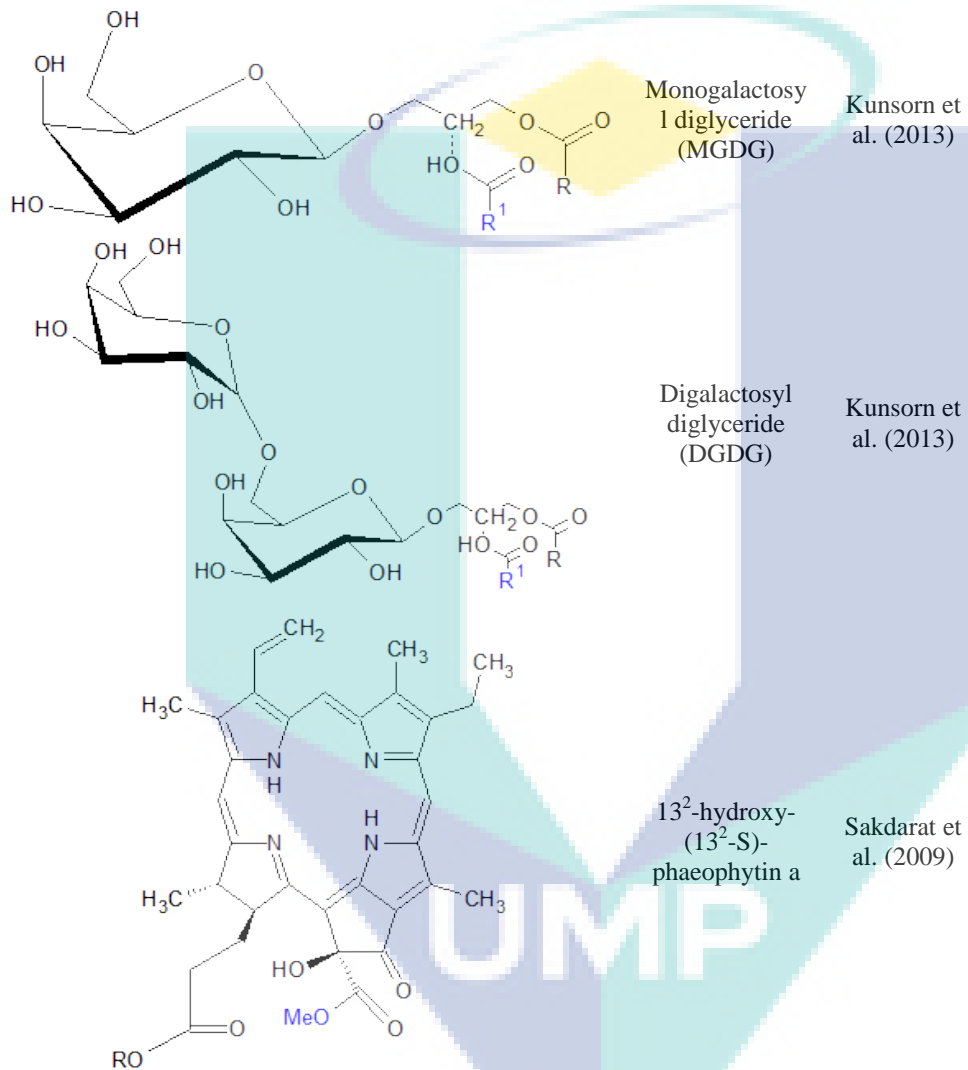 OH
OH
O
O
CH2
O
O
HO
O
R
R1
HO
OH
OH
Monogalactosy
l diglyceride
(MGDG)
Kunsorn et
al. (2013)
OH
OH
HO
O
HO
OH
O
OH
O
O
CH2
O
O
HO
O
R
R1
HO
OH
Digalactosyl
diglyceride
(DGDG)
Kunsorn et
al. (2013)
CH2
CH3
CH3
H3C
N
H
N
H
N
N
H3C
CH3
HO
O
MeO
O
O
RO
13²-hydroxy-
(13²-S)-
phaeophytin a
Sakdarat et
al. (2009)
UMP